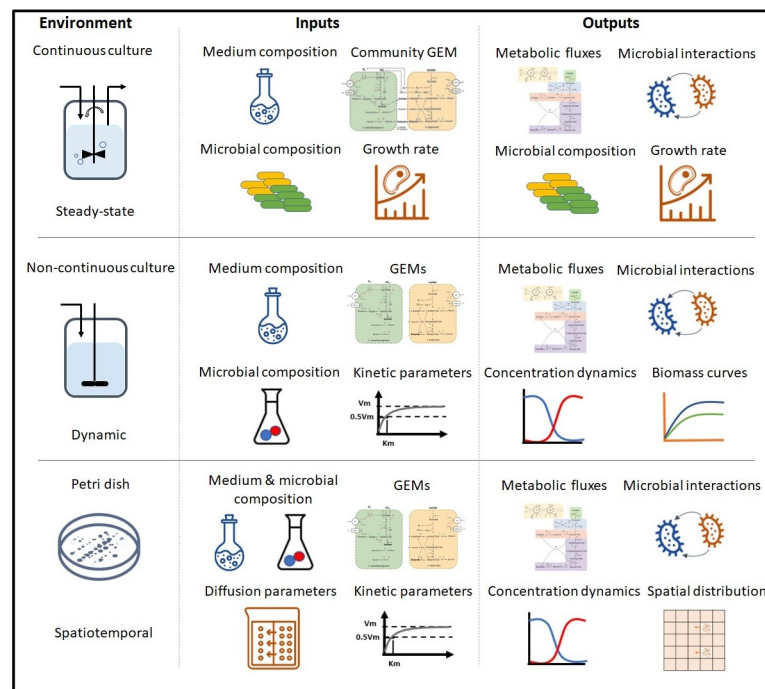 Environment
Inputs
Outputs
Continuous culture
Medium composition
Community GEM
Metabolic fluxes
Microbial interactions
Microbial composition
Growth rate
Microbial composition
Growth rate
Steady-state
Non-continuous culture
Medium composition
GEMs
Metabolic fluxes
Microbial interactions
Microbial composition
Kinetic parameters
Concentration dynamics
Biomass curves
Vm
0.5Vm
Km
Dynamic
Petri dish
Medium & microbial
composition
GEMs
Metabolic fluxes
Microbial interactions
Diffusion parameters
Kinetic parameters
Concentration dynamics
Spatial distribution
Vm
0.5Vm
Km
Spatiotemporal